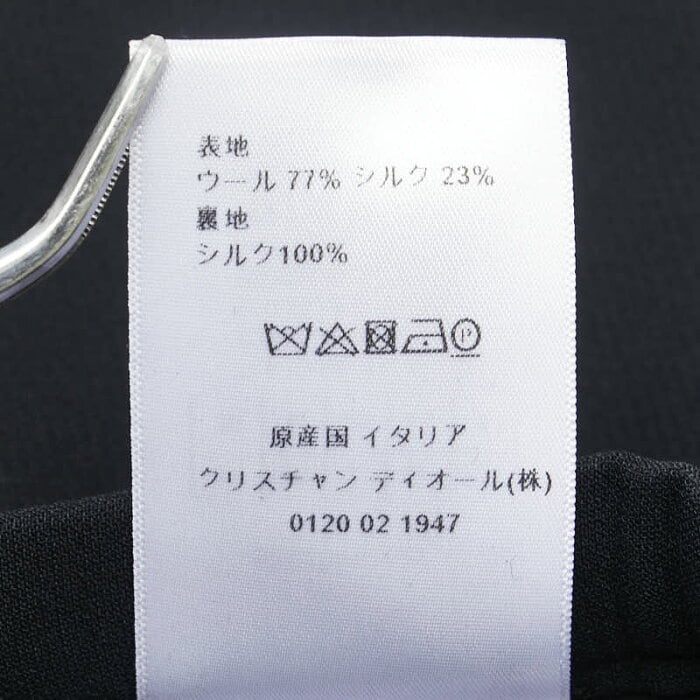 表地
ウール 77% シルク 23%
裏地
シルク100%
P
原産国 イタリア
クリスチャン ディオール(株)
0120 02 1947